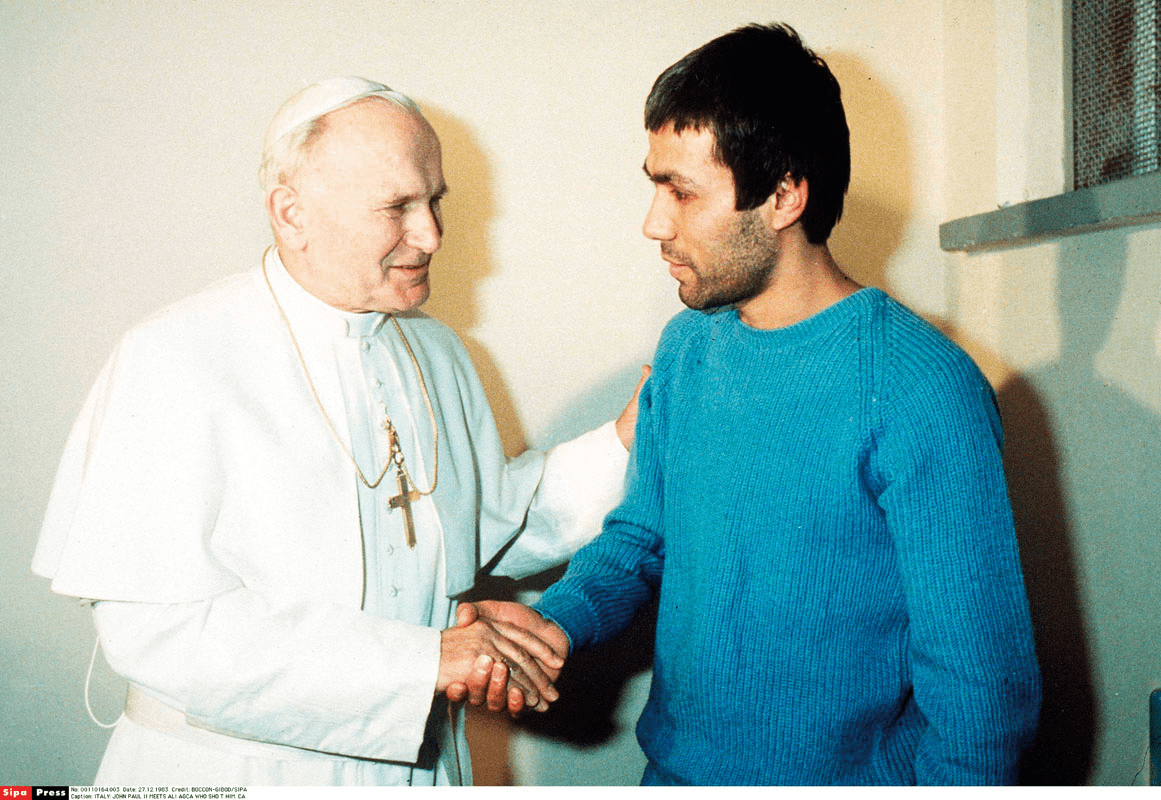 Sipa Press
No: 00110164.003 Date: 27.12.1983 Credit: BOCCON-GIBOD/SIPA
Caption: ITALY: JOHN PAUL II MEETS ALI AGCA WHO SHOT HIM. CA